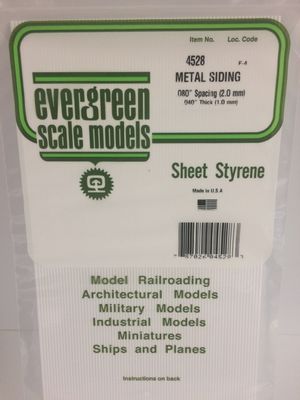 Item No. Loc. Code
4528 F-8
METAL SIDING
.080" Spacing (2.0 mm)
.040" Thick (1.0 mm)
evergreen
scale models
Sheet Styrene
Made in U.S.A
Model Railroading
Architectural Models
Military Models
Industrial Models
Miniatures
Ships and Planes
Instructions on back